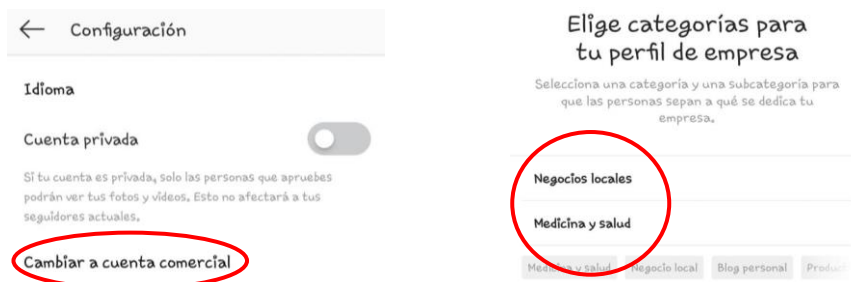 Configuración
Idioma
Cuenta privada
Si tu cuenta es privada, solo las personas que apruebes
podrán ver tus fotos y vídeos. Esto no afectará a tus
seguidores actuales.
Cambiar a cuenta comercial
Elige categorías para
tu perfil de empresa
Selecciona una categoría y una subcategoría para
que las personas sepan a qué se dedica tu
empresa.
Negocios locales
Medicina y salud
Medicina y salud Negocio local Blog personal